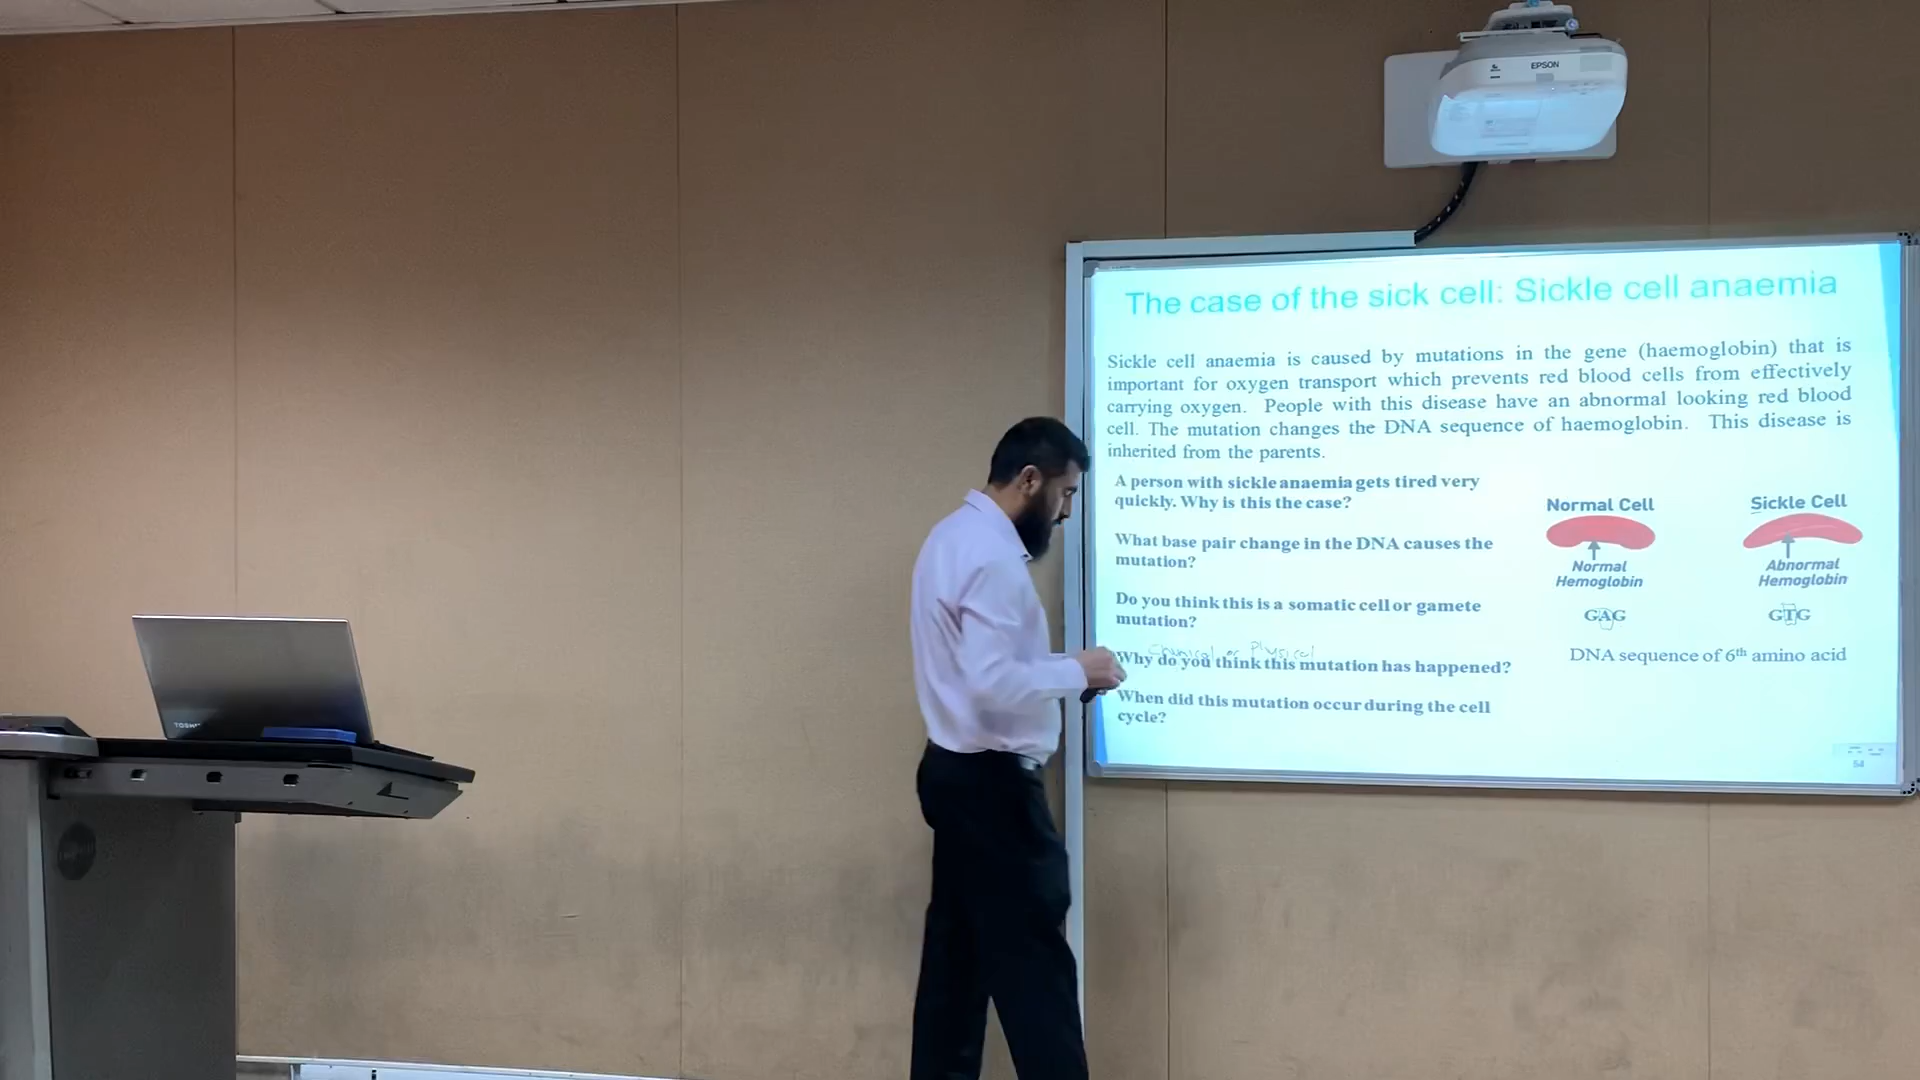 EPSON
The case of the sick cell: Sickle cell anaemia
Sickle cell anaemia is caused by mutations in the gene (haemoglobin) that is
important for oxygen transport which prevents red blood cells from effectively
carrying oxygen. People with this disease have an abnormal looking red blood
cell. The mutation changes the DNA sequence of haemoglobin. This disease is
inherited from the parents.
A person with sickle anaemia gets tired very
quickly. Why is this the case?
What base pair change in the DNA causes the
mutation?
Do you think this is a somatic cell or gamete
mutation?
Chemical or Physical
Why do you think this mutation has happened?
When did this mutation occur during the cell
cycle?
Normal Cell
Normal
Hemoglobin
GAG
Sickle Cell
Abnormal
Hemoglobin
GTG
DNA sequence of 6th amino acid
54
TOSHIBA